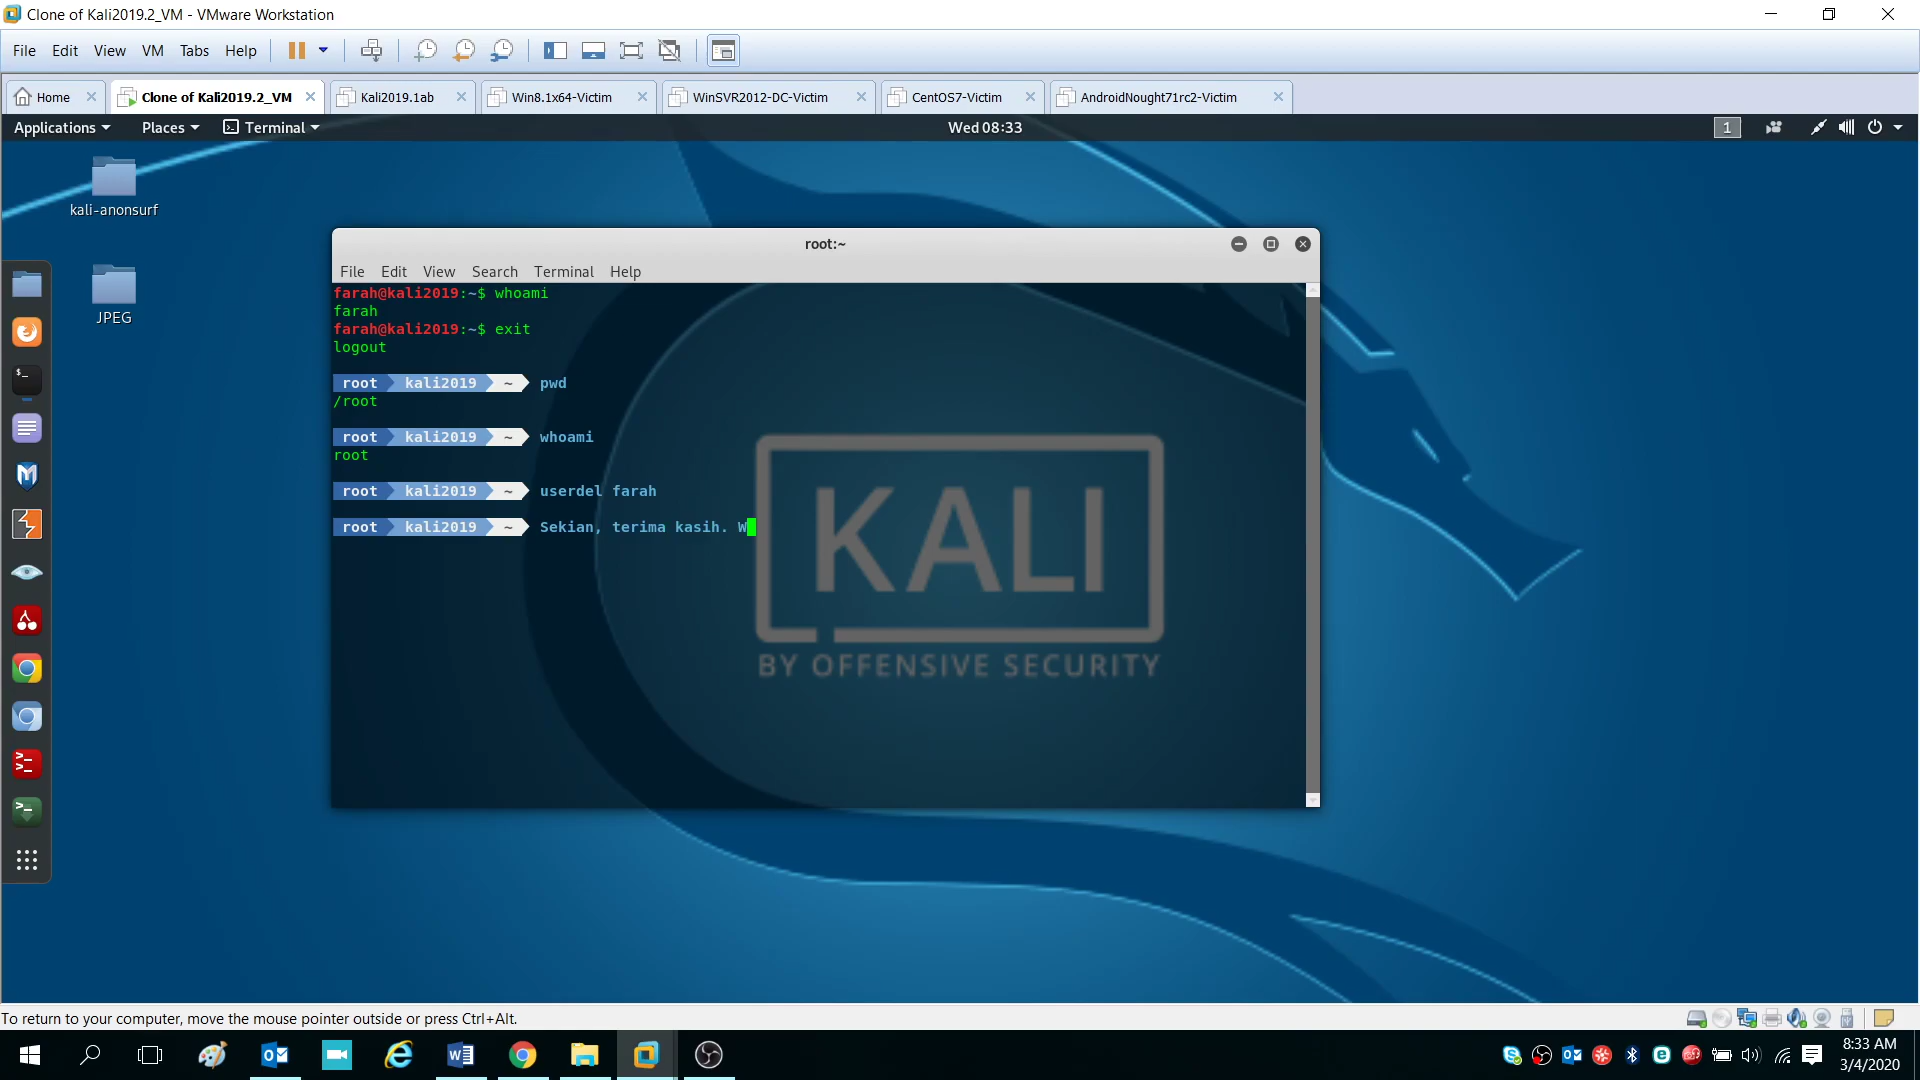 Clone of Kali2019.2_VM - VMware Workstation
File Edit View VM Tabs Help
Home Clone of Kali2019.2_VM Kali2019.1ab Win8.1x64-Victim WinSVR2012-DC-Victim CentOS7-Victim AndroidNought71rc2-Victim
Applications Places Terminal Wed 08:33 1
kali-anonsurf
JPEG
root:~
File Edit View Search Terminal Help
farah@kali2019:~$ whoami
farah
farah@kali2019:~$ exit
logout
root kali2019 ~ pwd
/root
root kali2019 ~ whoami
root
root kali2019 ~ userdel farah
root kali2019 ~ Sekian, terima kasih. W
KALI
BY OFFENSIVE SECURITY
To return to your computer, move the mouse pointer outside or press Ctrl+Alt.
8:33 AM
3/4/2020